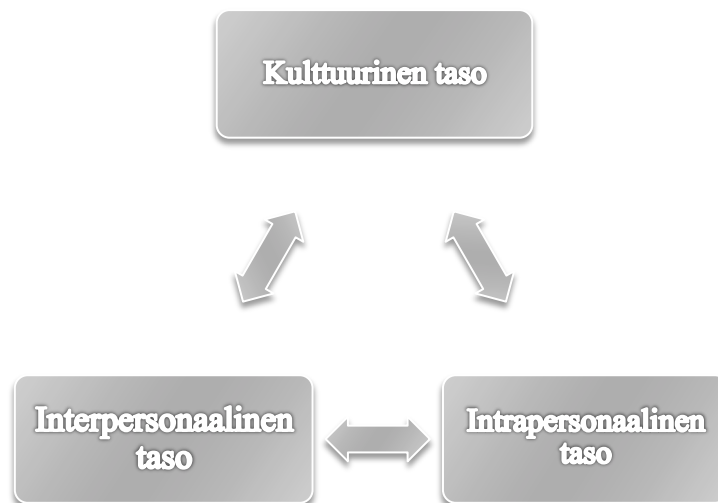 Kulttuurinen taso
Interpersonaalinen
taso
Intrapersonaalinen
taso